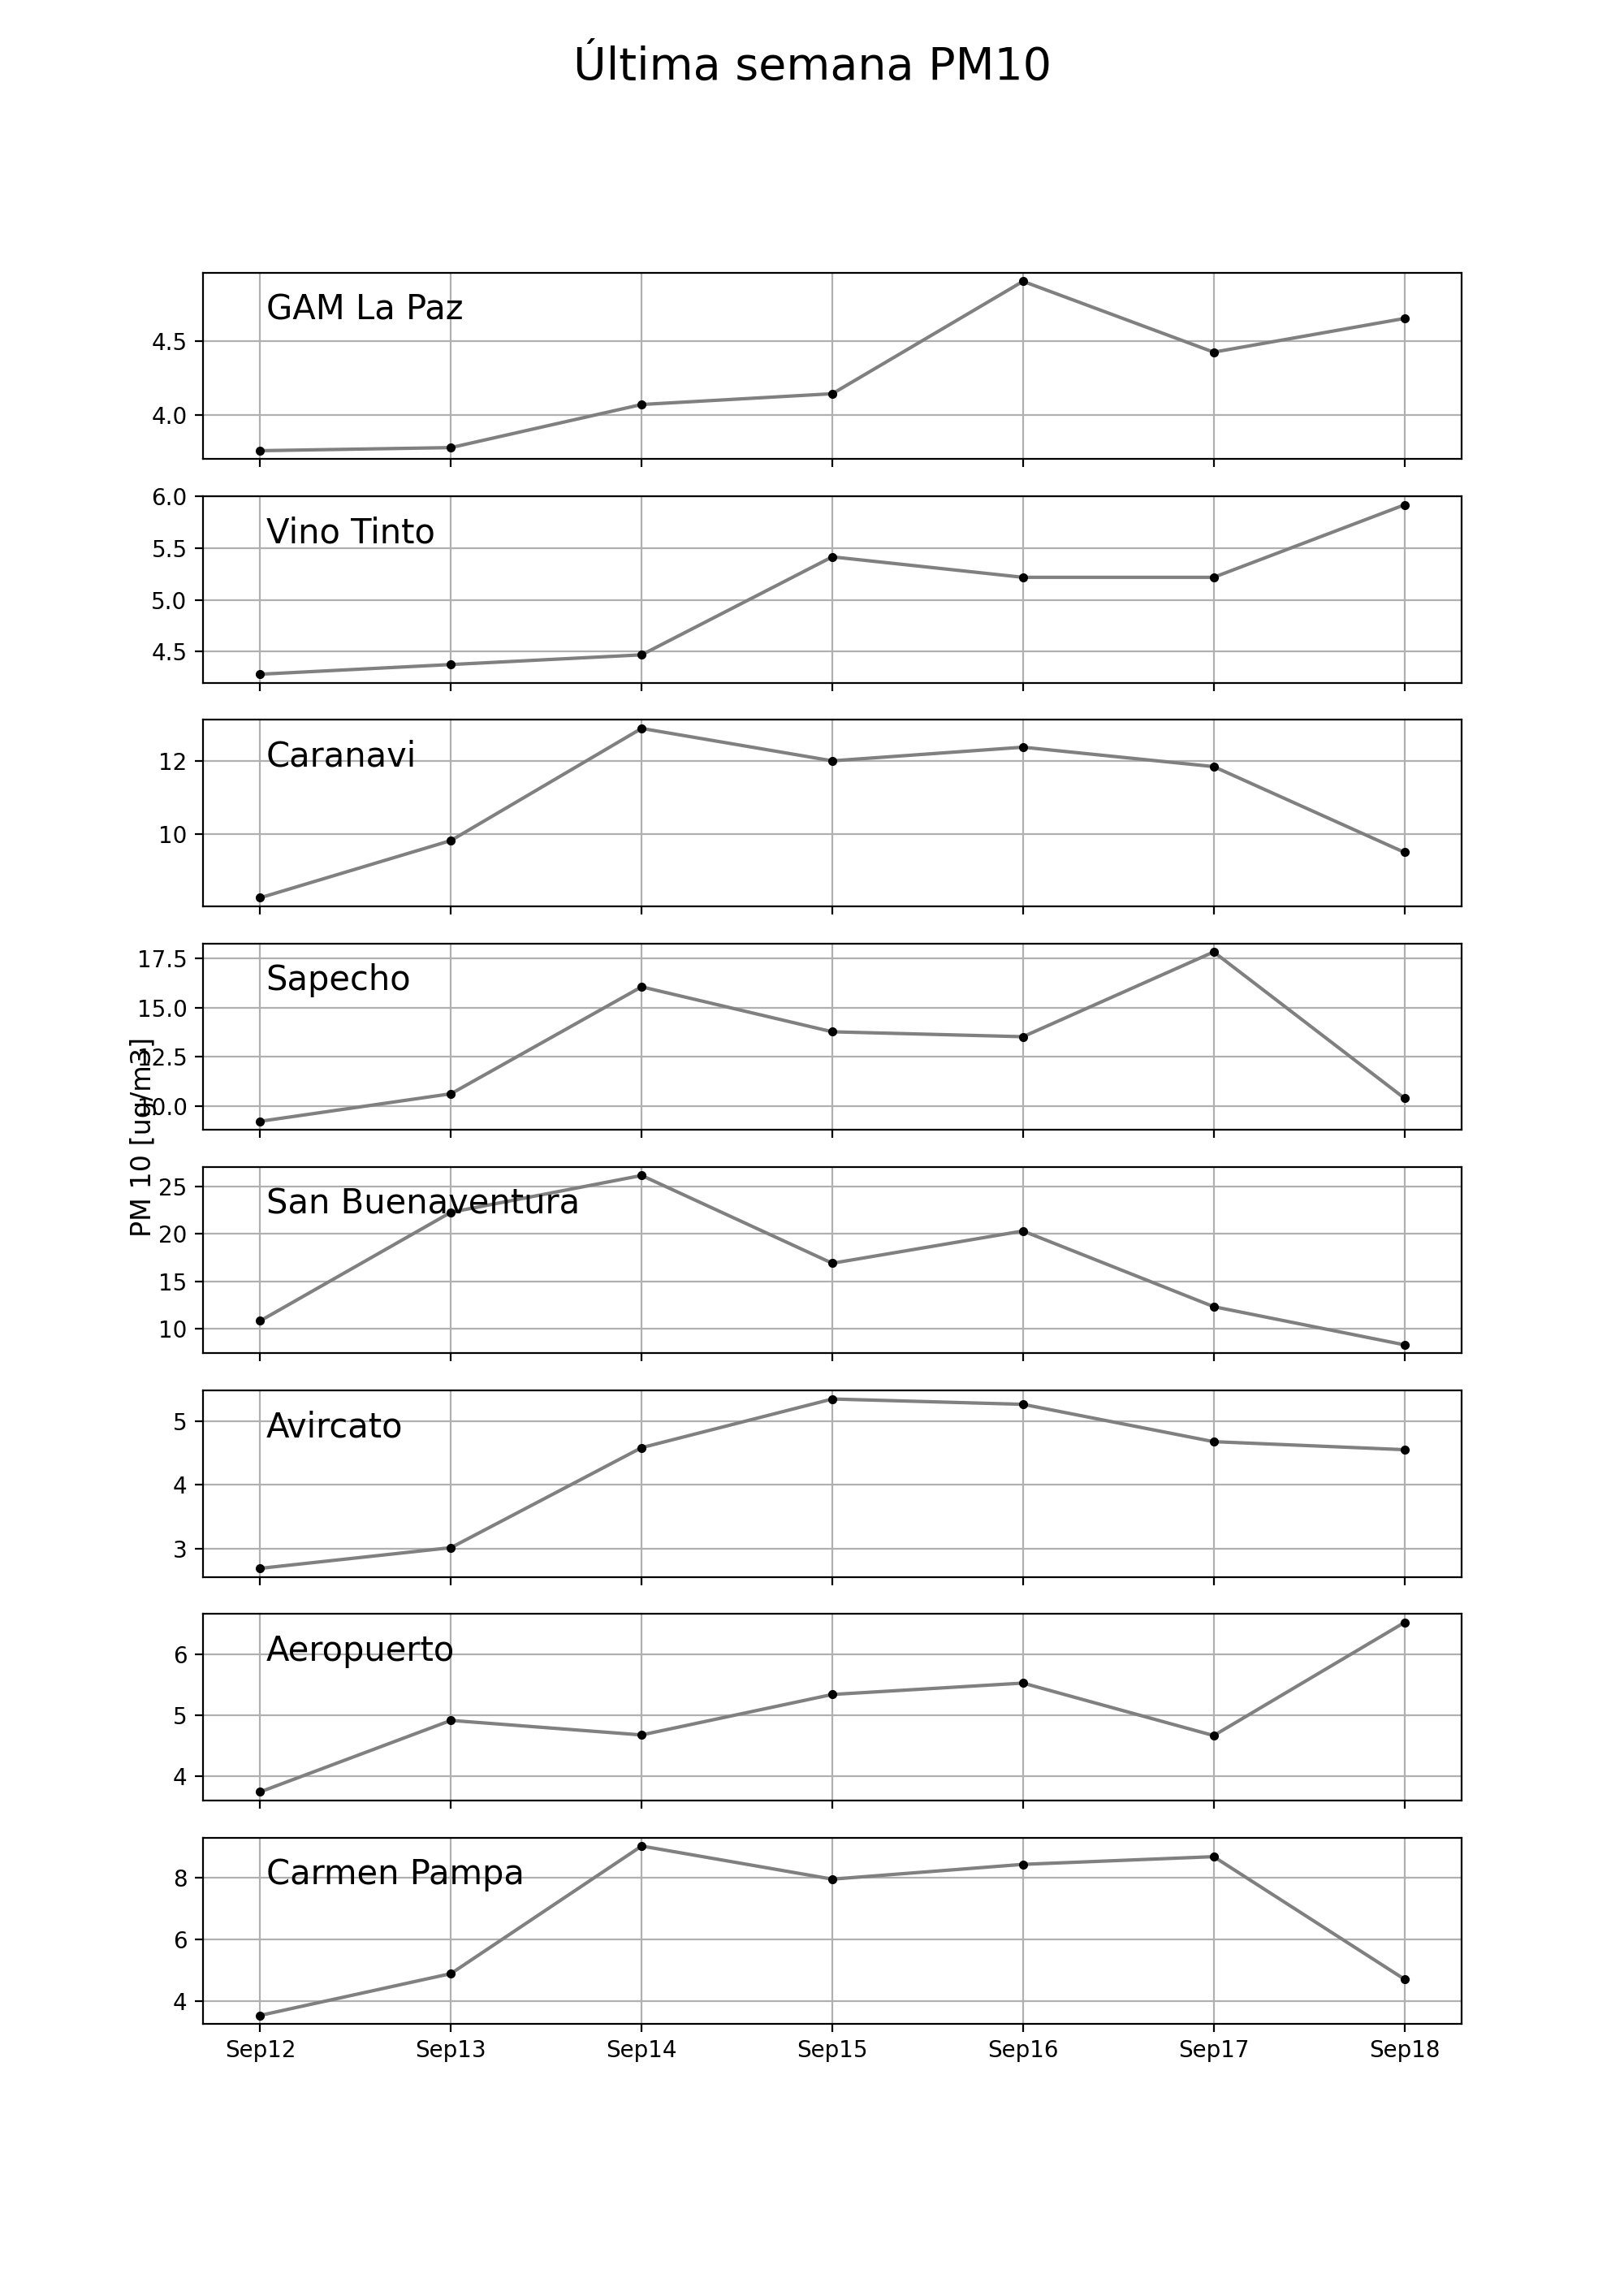 Última semana PM10
GAM La Paz
4.5
4.0
Vino Tinto
6.0
5.5
5.0
4.5
Caranavi
12
10
Sapecho
17.5
15.0
12.5
10.0
PM 10 [ug/m3]
San Buenaventura
25
20
15
10
Avircato
5
4
3
Aeropuerto
6
5
4
Carmen Pampa
8
6
4
Sep12 Sep13 Sep14 Sep15 Sep16 Sep17 Sep18